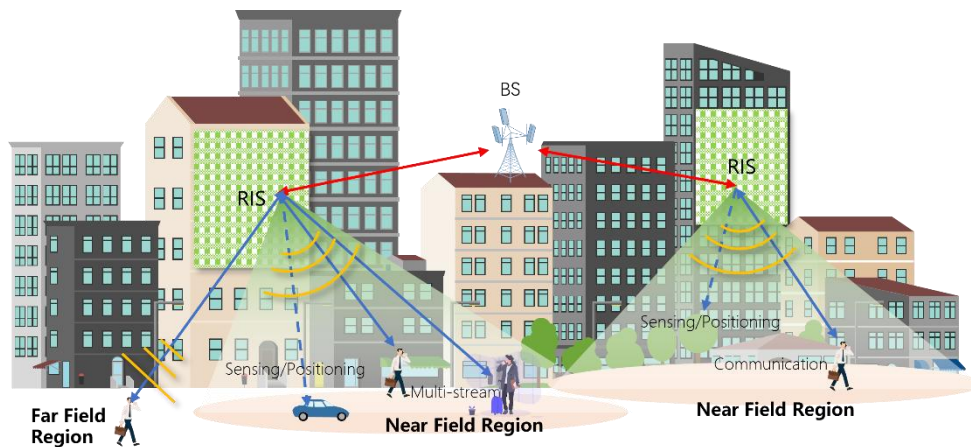 BS
RIS
RIS
Sensing/Positioning
Sensing/Positioning
Communication
Multi-stream
Far Field
Region
Near Field Region
Near Field Region